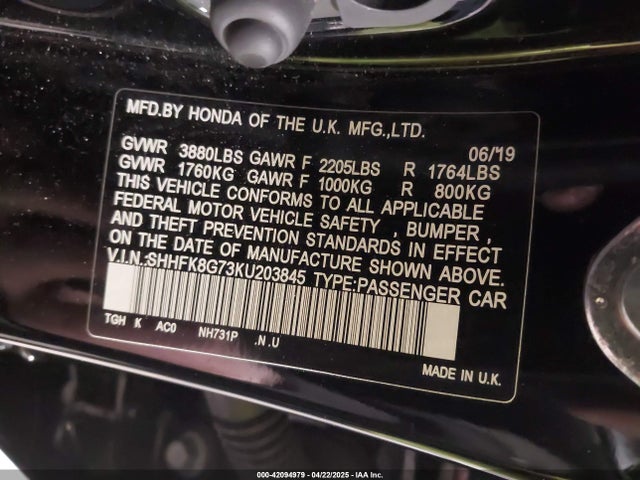 MFD.BY HONDA OF THE U.K. MFG.,LTD.
06/19
GVWR 3880LBS GAWR F 2205LBS R 1764LBS
GVWR 1760KG GAWR F 1000KG R 800KG
THIS VEHICLE CONFORMS TO ALL APPLICABLE
FEDERAL MOTOR VEHICLE SAFETY , BUMPER ,
AND THEFT PREVENTION STANDARDS IN EFFECT
ON THE DATE OF MANUFACTURE SHOWN ABOVE.
V.I.N.:SHHFK8G73KU203845 TYPE:PASSENGER CAR
TGH K AC0 NH731P .N.U
MADE IN U.K.
000-42094979 - 04/22/2025 - IAA Inc.